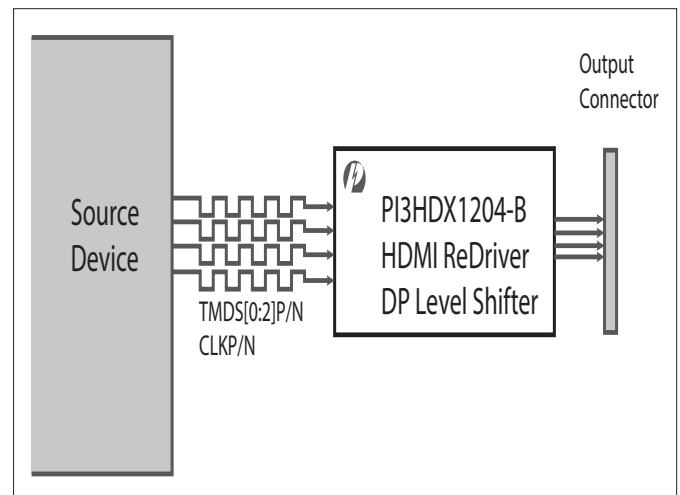 Output
Connector
Source
Device
PI3HDX1204-B
HDMI ReDriver
DP Level Shifter
TMDS[0:2]P/N
CLKP/N